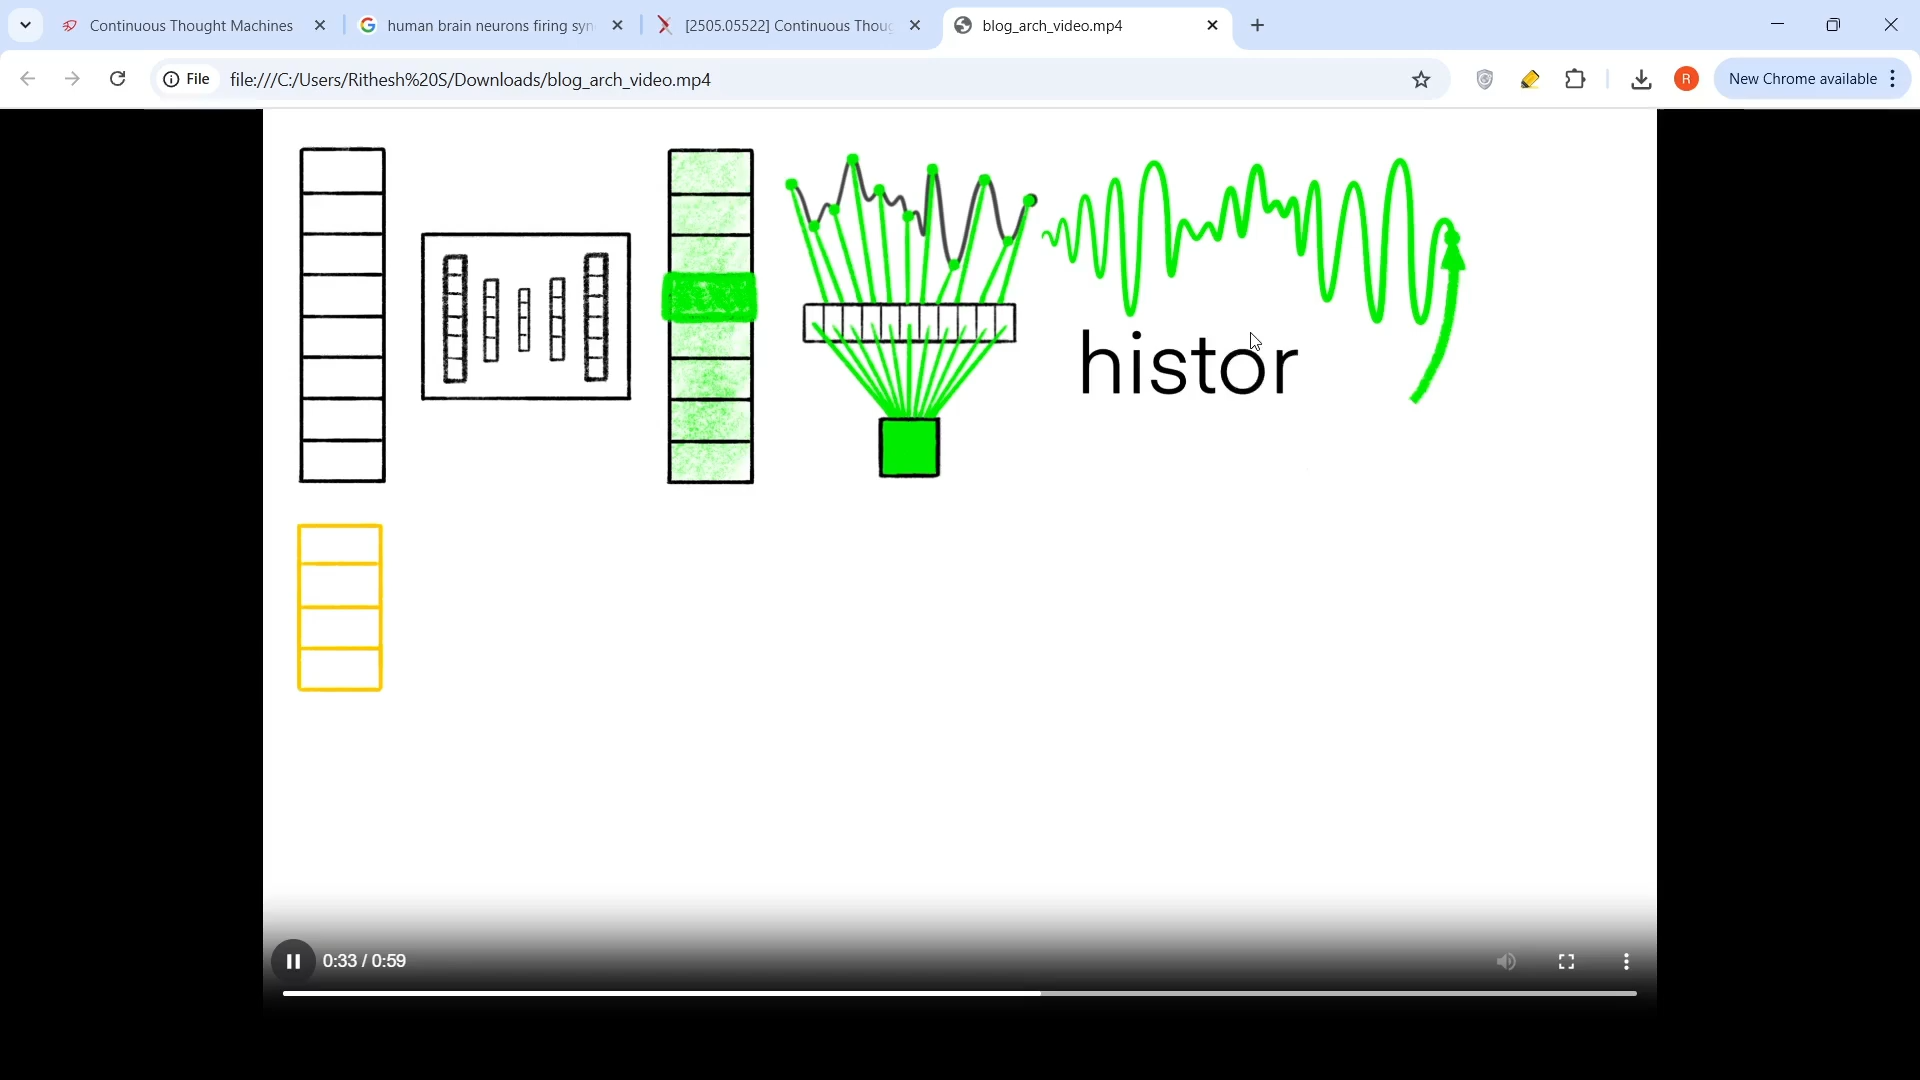 Continuous Thought Machines
human brain neurons firing syn
[2505.05522] Continuous Thoug
blog_arch_video.mp4
File
file:///C:/Users/Rithesh%20S/Downloads/blog_arch_video.mp4
R
New Chrome available
histor
0:33 / 0:59